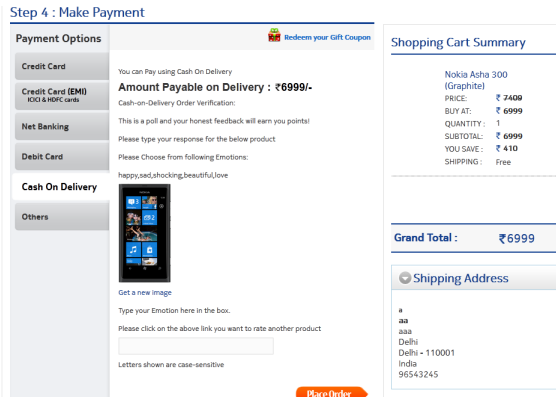 Step 4 : Make Payment
Payment Options
Redeem your Gift Coupon
Credit Card
Credit Card (EMI)
ICICI & HDFC cards
Net Banking
Debit Card
Cash On Delivery
Others
You can Pay using Cash On Delivery
Amount Payable on Delivery : ₹6999/-
Cash-on-Delivery Order Verification:
This is a poll and your honest feedback will earn you points!
Please type your response for the below product
Please Choose from following Emotions:
happy,sad,shocking,beautiful,love
Get a new image
Type your Emotion here in the box.
Please click on the above link you want to rate another product
Letters shown are case-sensitive
Place Order
Shopping Cart Summary
Nokia Asha 300
(Graphite)
PRICE: ₹ 7409
BUY AT: ₹ 6999
QUANTITY : 1
SUBTOTAL: ₹ 6999
YOU SAVE : ₹ 410
SHIPPING : Free
Grand Total : ₹6999
Shipping Address
a
aa
aaa
Delhi
Delhi - 110001
India
96543245